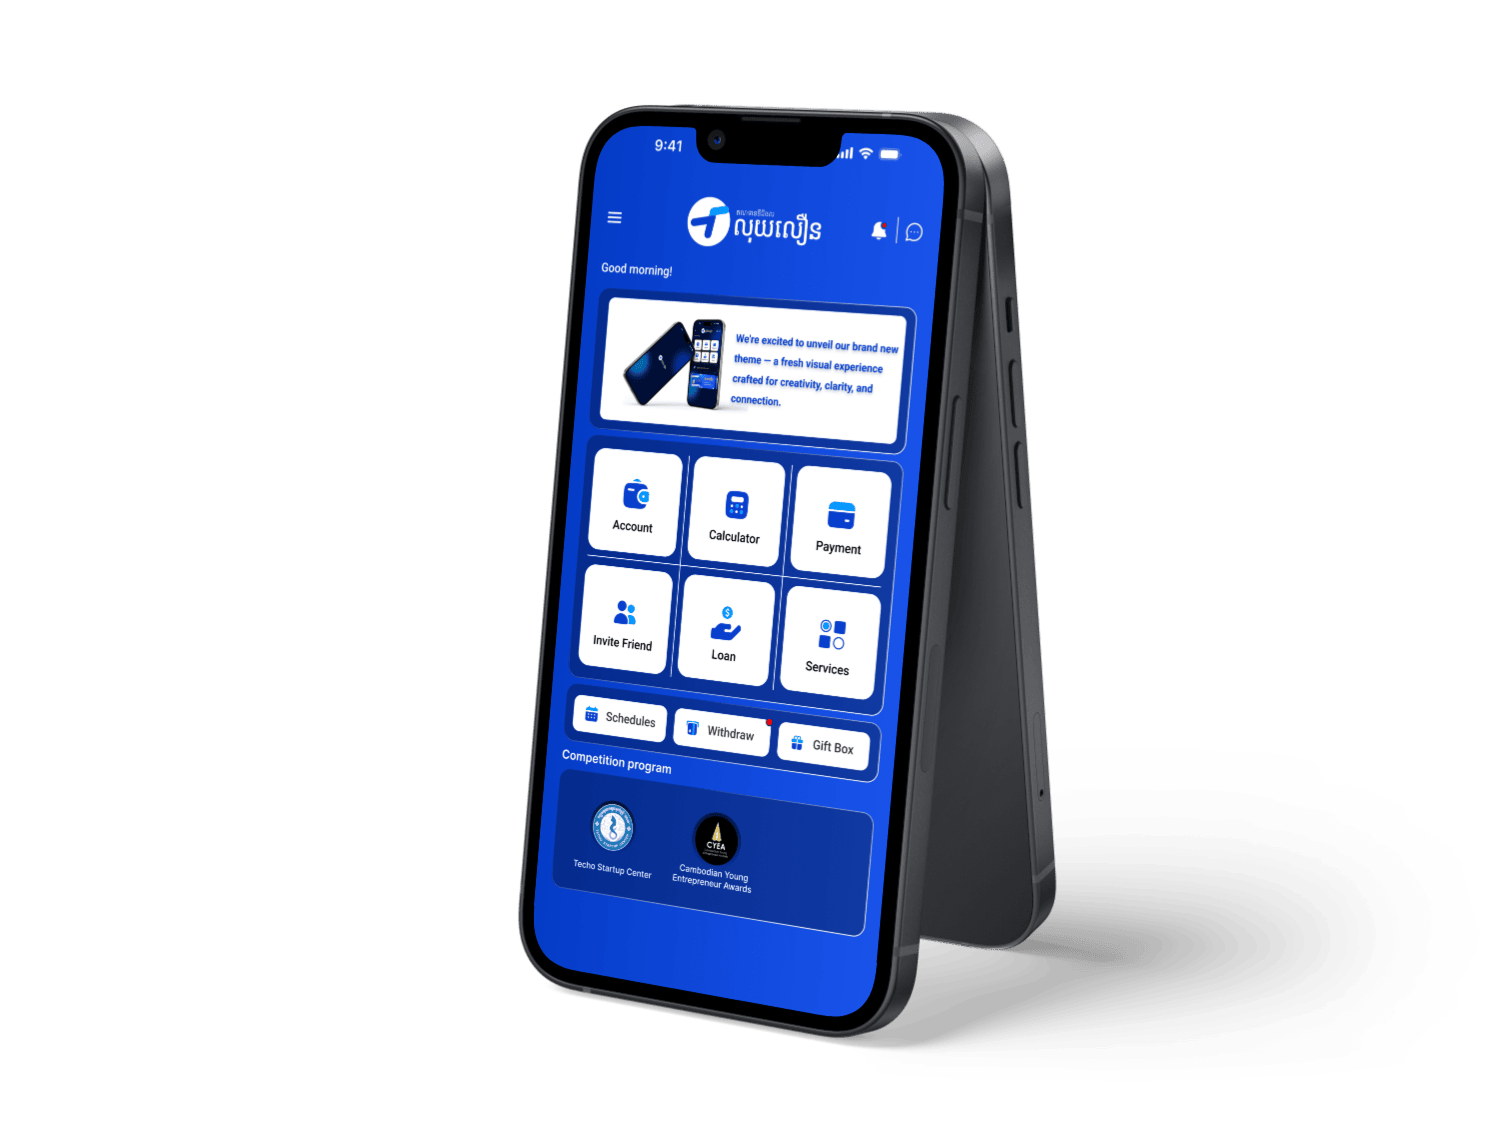 9:41
លុយលឿន
Good morning!
We're excited to unveil our brand new
theme — a fresh visual experience
crafted for creativity, clarity, and
connection.
Account
Calculator
Payment
Invite Friend
Loan
Services
Schedules
Withdraw
Gift Box
Competition program
CYEA
Techo Startup Center
Cambodian Young
Entrepreneur Awards